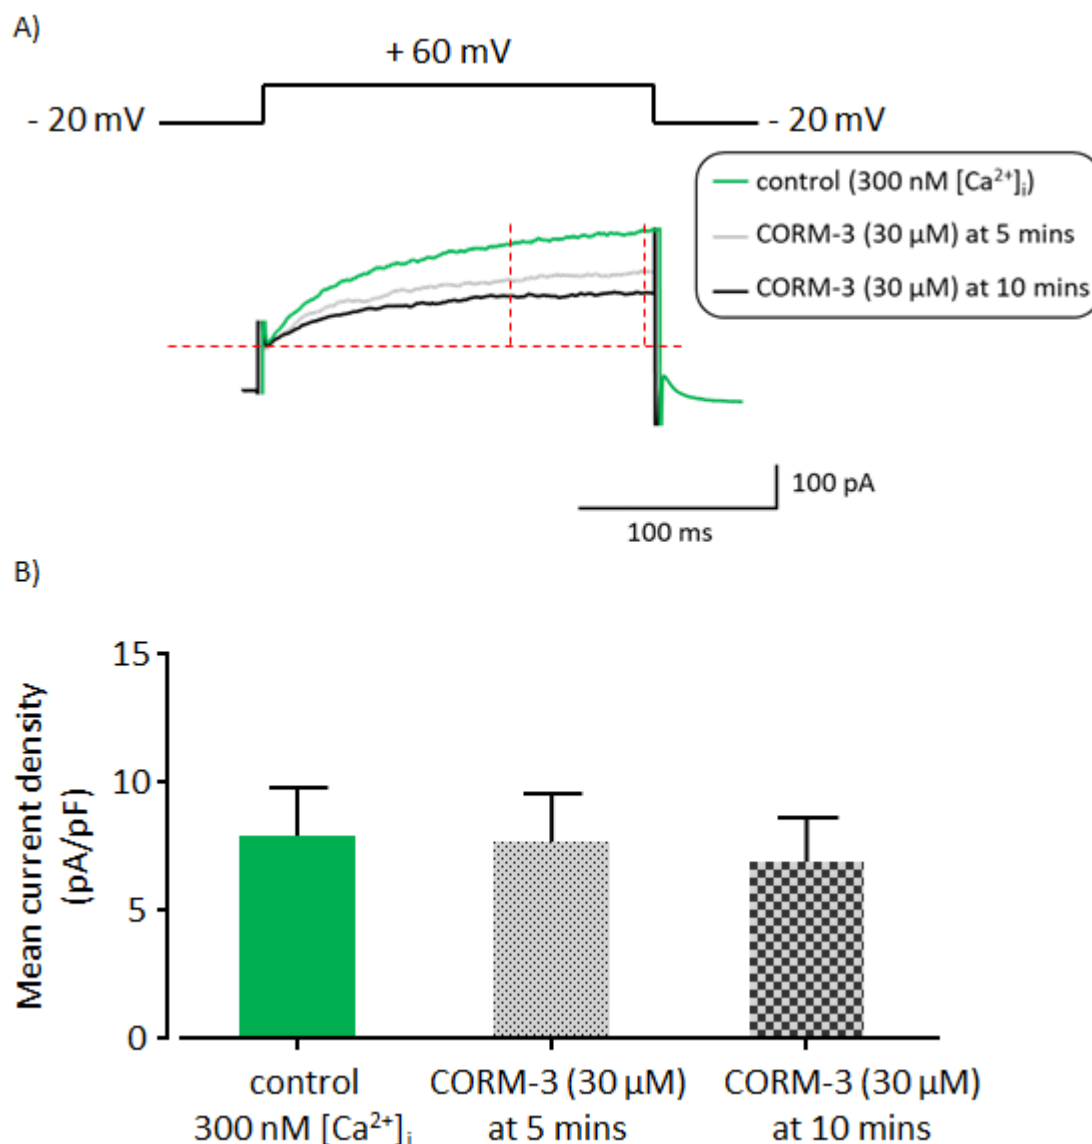 A)
+ 60 mV
- 20 mV
- 20 mV
control (300 nM [Ca²⁺]ᵢ)
CORM-3 (30 µM) at 5 mins
CORM-3 (30 µM) at 10 mins
100 pA
100 ms
B)
Mean current density
(pA/pF)
15
10
5
0
control
300 nM [Ca²⁺]ᵢ
CORM-3 (30 µM)
at 5 mins
CORM-3 (30 µM)
at 10 mins